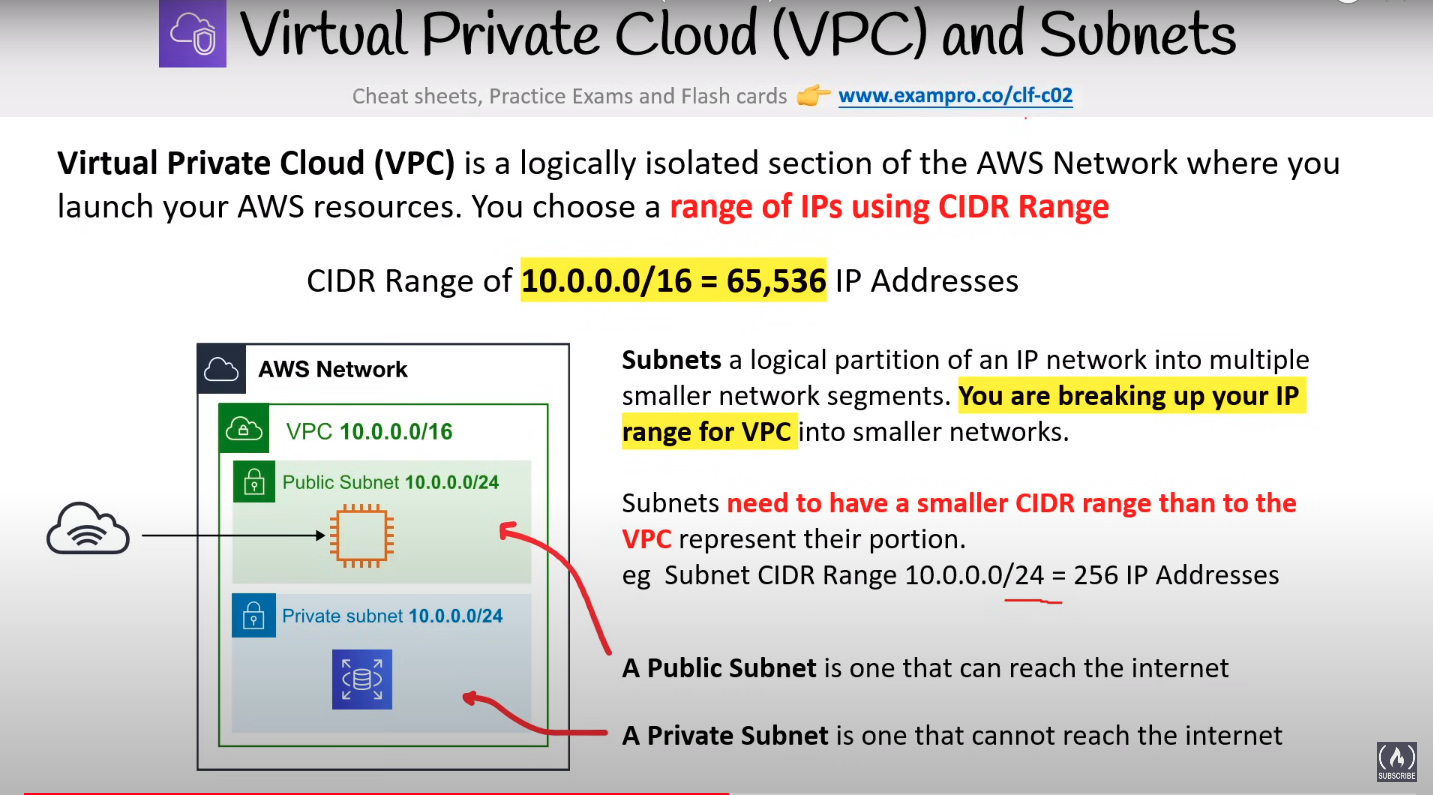 Virtual Private Cloud (VPC) and Subnets
Cheat sheets, Practice Exams and Flash cards 👉 www.exampro.co/clf-c02
Virtual Private Cloud (VPC) is a logically isolated section of the AWS Network where you
launch your AWS resources. You choose a range of IPs using CIDR Range
CIDR Range of 10.0.0.0/16 = 65,536 IP Addresses
AWS Network
VPC 10.0.0.0/16
Public Subnet 10.0.0.0/24
Private subnet 10.0.0.0/24
Subnets a logical partition of an IP network into multiple
smaller network segments. You are breaking up your IP
range for VPC into smaller networks.
Subnets need to have a smaller CIDR range than to the
VPC represent their portion.
eg Subnet CIDR Range 10.0.0.0/24 = 256 IP Addresses
A Public Subnet is one that can reach the internet
A Private Subnet is one that cannot reach the internet
SUBSCRIBE